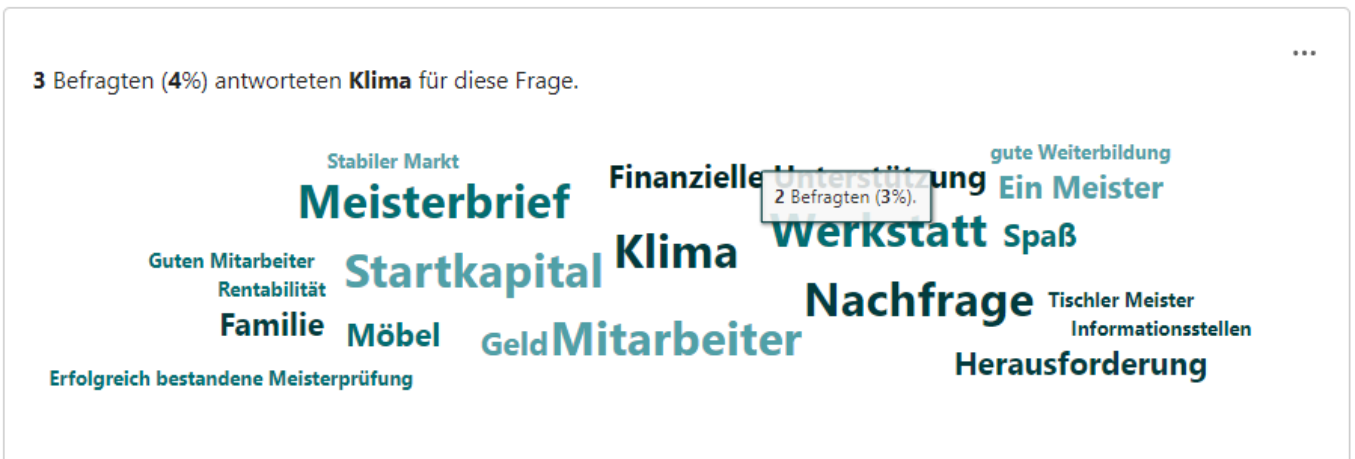 ...
3 Befragten (4%) antworteten Klima für diese Frage.
Stabiler Markt
gute Weiterbildung
Finanzielle Unterstützung
Ein Meister
Meisterbrief
2 Befragten (3%).
Werkstatt
Spaß
Klima
Guten Mitarbeiter
Startkapital
Rentabilität
Nachfrage
Tischler Meister
Familie
Möbel
Geld
Mitarbeiter
Informationsstellen
Herausforderung
Erfolgreich bestandene Meisterprüfung